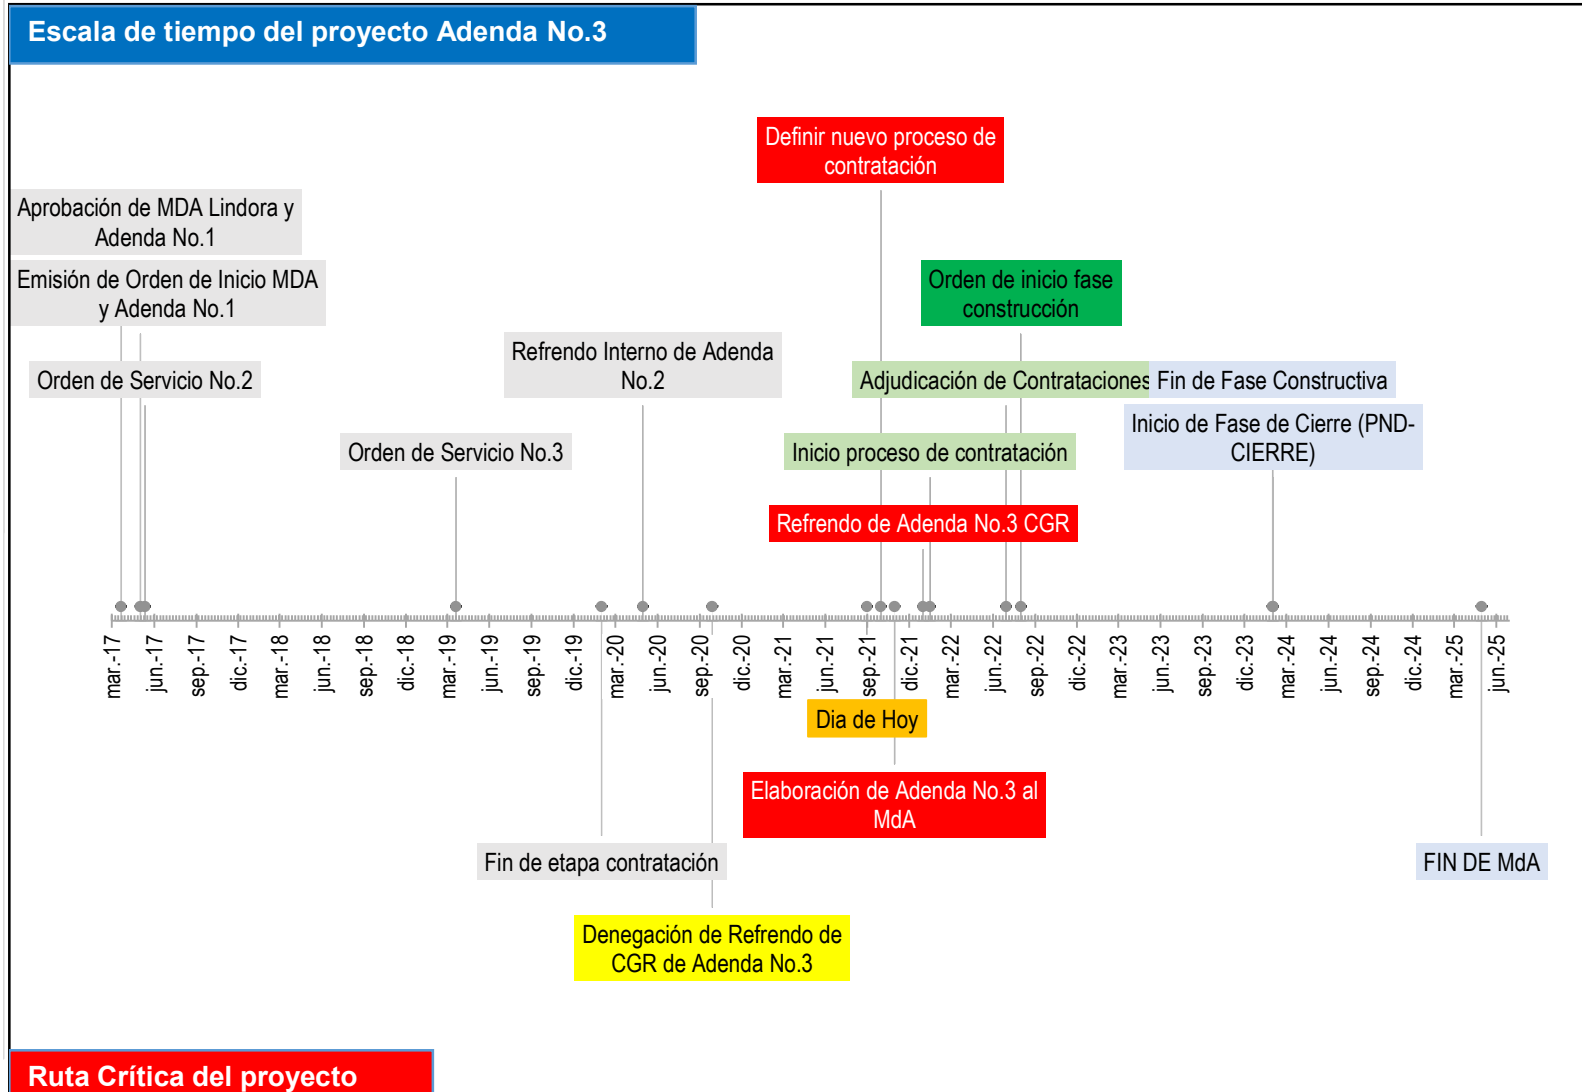 Escala de tiempo del proyecto Adenda No.3
Definir nuevo proceso de
contratación
Aprobación de MDA Lindora y
Adenda No.1
Emisión de Orden de Inicio MDA
y Adenda No.1
Orden de inicio fase
construcción
Refrendo Interno de Adenda
No.2
Orden de Servicio No.2
Adjudicación de Contrataciones
Fin de Fase Constructiva
Inicio de Fase de Cierre (PND-
CIERRE)
Orden de Servicio No.3
Inicio proceso de contratación
Refrendo de Adenda No.3 CGR
mar.-17
jun.-17
sep.-17
dic.-17
mar.-18
jun.-18
sep.-18
dic.-18
mar.-19
jun.-19
sep.-19
dic.-19
mar.-20
jun.-20
sep.-20
dic.-20
mar.-21
jun.-21
sep.-21
dic.-21
mar.-22
jun.-22
sep.-22
dic.-22
mar.-23
jun.-23
sep.-23
dic.-23
mar.-24
jun.-24
sep.-24
dic.-24
mar.-25
jun.-25
Dia de Hoy
Elaboración de Adenda No.3 al
MdA
Fin de etapa contratación
FIN DE MdA
Denegación de Refrendo de
CGR de Adenda No.3
Ruta Crítica del proyecto